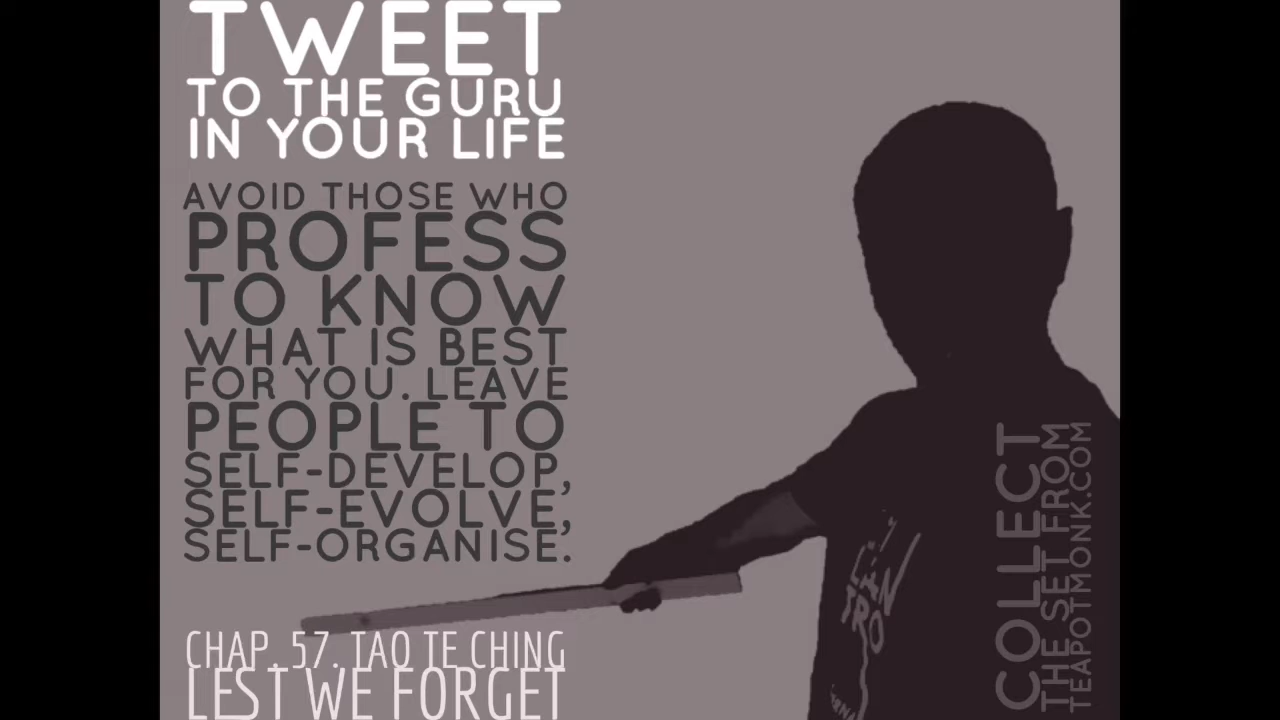 TWEET
TO THE GURU
IN YOUR LIFE
AVOID THOSE WHO
PROFESS
TO KNOW
WHAT IS BEST
FOR YOU. LEAVE
PEOPLE TO
SELF-DEVELOP,
SELF-EVOLVE,
SELF-ORGANISE.
CHAP. 57. TAO TE CHING
LEST WE FORGET
COLLECT
THE SET FROM
TEAPOTMONK.COM